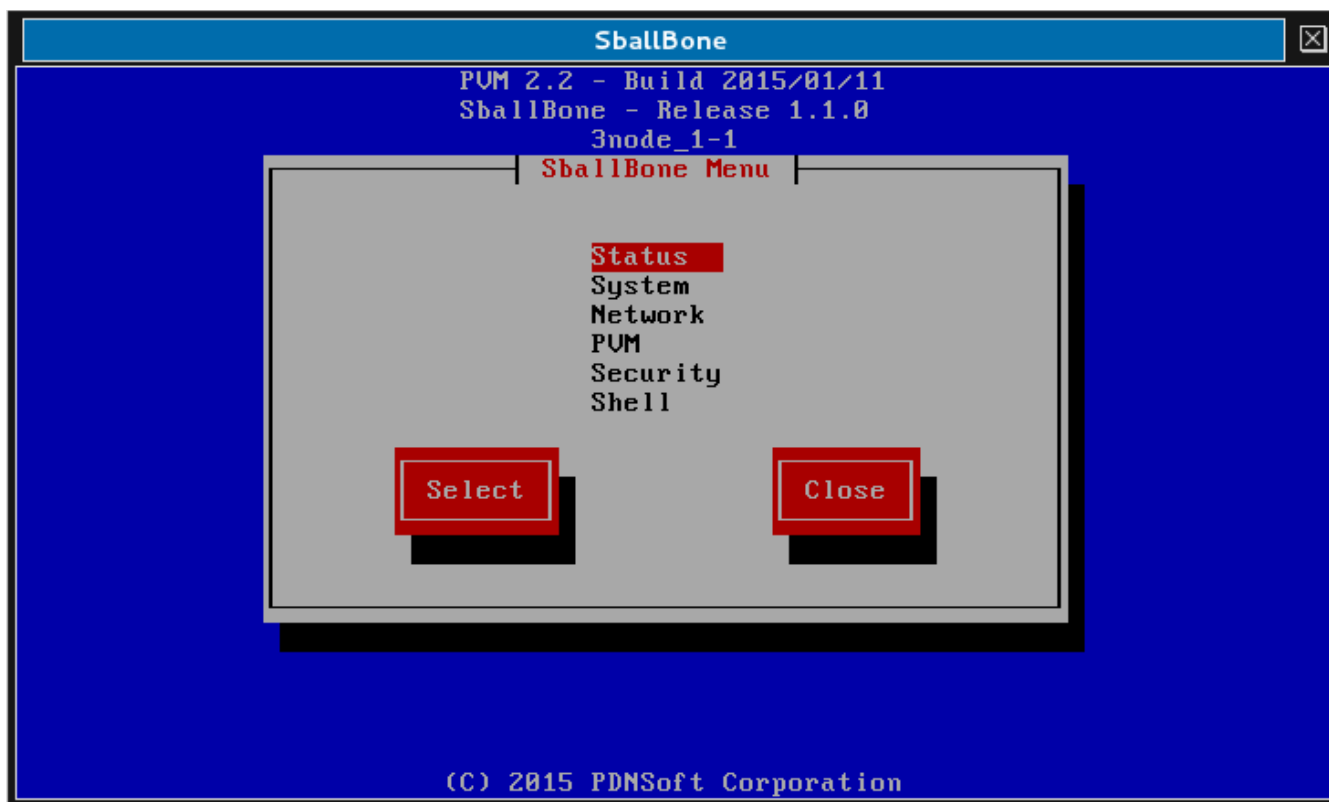 SballBone
PVM 2.2 - Build 2015/01/11
SballBone - Release 1.1.0
3node_1-1
SballBone Menu
Status
System
Network
PVM
Security
Shell
Select Close
(C) 2015 PDNSoft Corporation